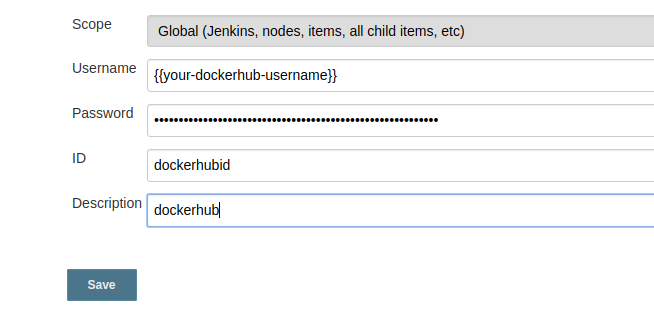 Scope
Global (Jenkins, nodes, items, all child items, etc)
Username
{{your-dockerhub-username}}
Password
••••••••••••••••••••••••••••••••••••••••••••••••••••••••••
ID
dockerhubid
Description
dockerhub
Save